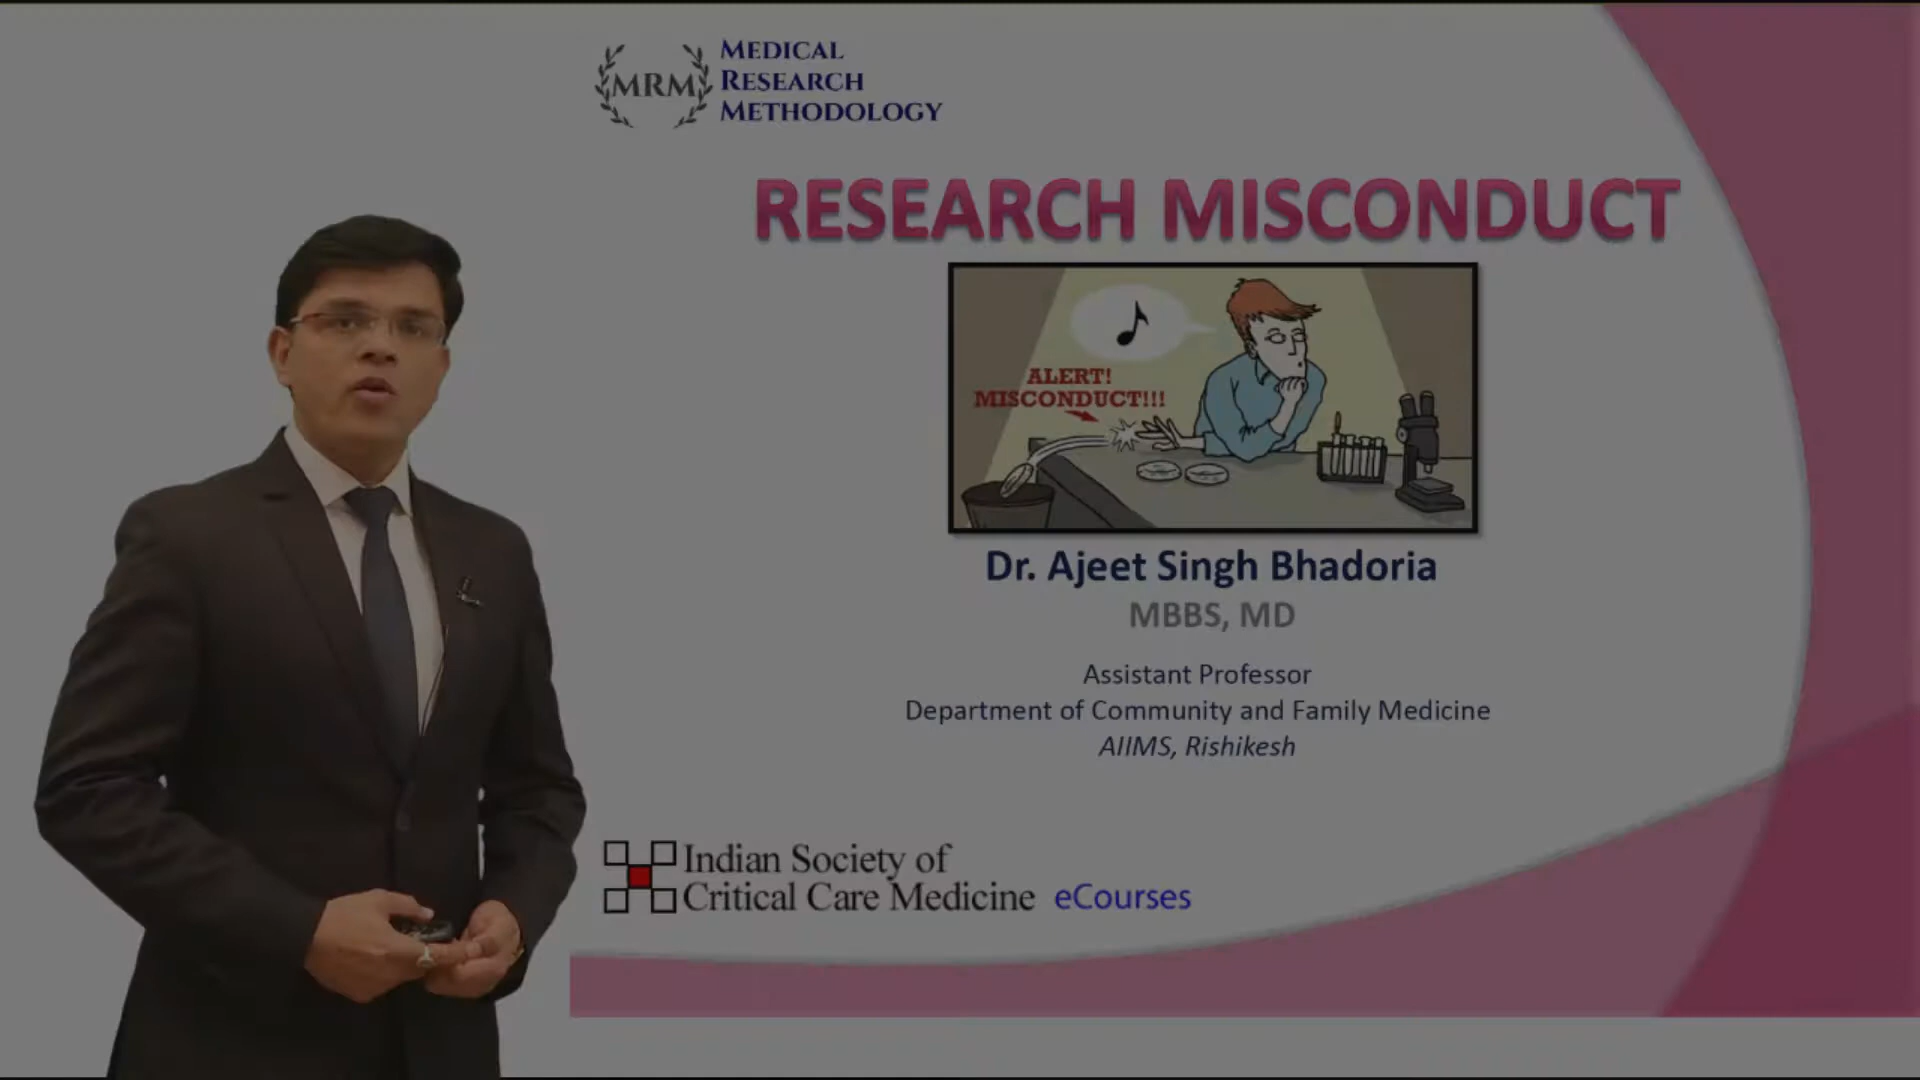 MRM
MEDICAL
RESEARCH
METHODOLOGY
RESEARCH MISCONDUCT
ALERT!
MISCONDUCT!!!
Dr. Ajeet Singh Bhadoria
MBBS, MD
Assistant Professor
Department of Community and Family Medicine
AIIMS, Rishikesh
Indian Society of
Critical Care Medicine eCourses